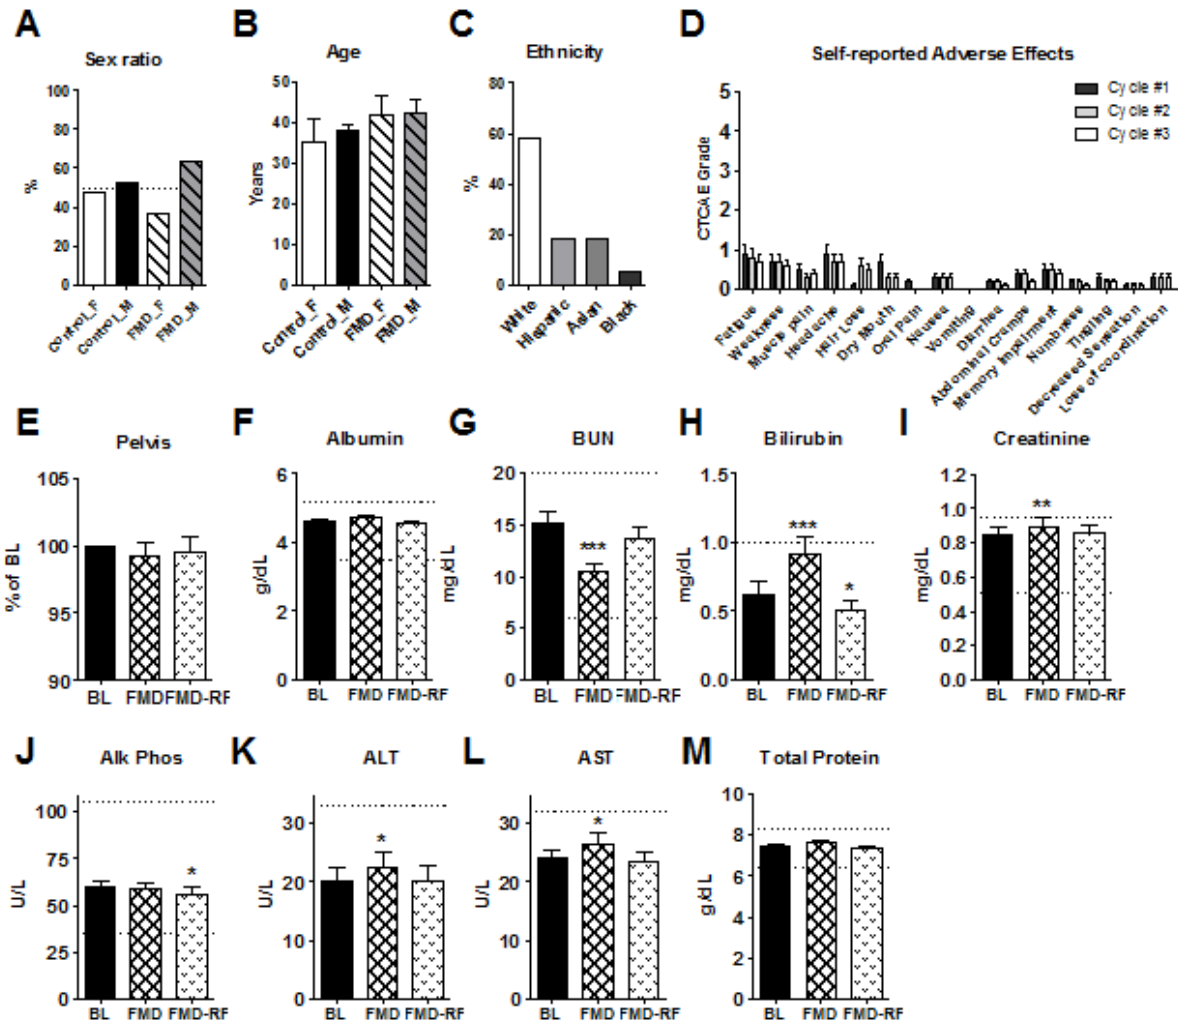 A
Sex ratio
%
100
80
60
40
20
0
Control_F
Control_M
FMD_F
FMD_M
B
Age
Years
50
40
30
20
10
0
Control_F
Control_M
FMD_F
FMD_M
C
Ethnicity
%
80
60
40
20
0
White
Hispanic
Asian
Black
D
Self-reported Adverse Effects
CTCAE Grade
5
4
3
2
1
0
Cycle #1
Cycle #2
Cycle #3
Fatigue
Weakness
Muscle pain
Headache
Hair Loss
Dry Mouth
Oral Pain
Nausea
Vomiting
Diarrhea
Abdominal Cramps
Memory Impairment
Numbness
Tingling
Decreased Sensation
Loss of coordination
E
Pelvis
% of BL
105
100
95
90
BL FMD FMD-RF
F
Albumin
g/dL
6
4
2
0
BL FMD FMD-RF
G
BUN
mg/dL
20
15
10
5
0
***
BL FMD FMD-RF
H
Bilirubin
mg/dL
1.5
1.0
0.5
0.0
***
*
BL FMD FMD-RF
I
Creatinine
mg/dL
1.2
1.0
0.8
0.6
0.4
0.2
0.0
**
BL FMD FMD-RF
J
Alk Phos
U/L
100
75
50
25
0
*
BL FMD FMD-RF
K
ALT
U/L
30
20
10
0
*
BL FMD FMD-RF
L
AST
U/L
30
20
10
0
*
BL FMD FMD-RF
M
Total Protein
g/dL
10
8
6
4
2
0
BL FMD FMD-RF